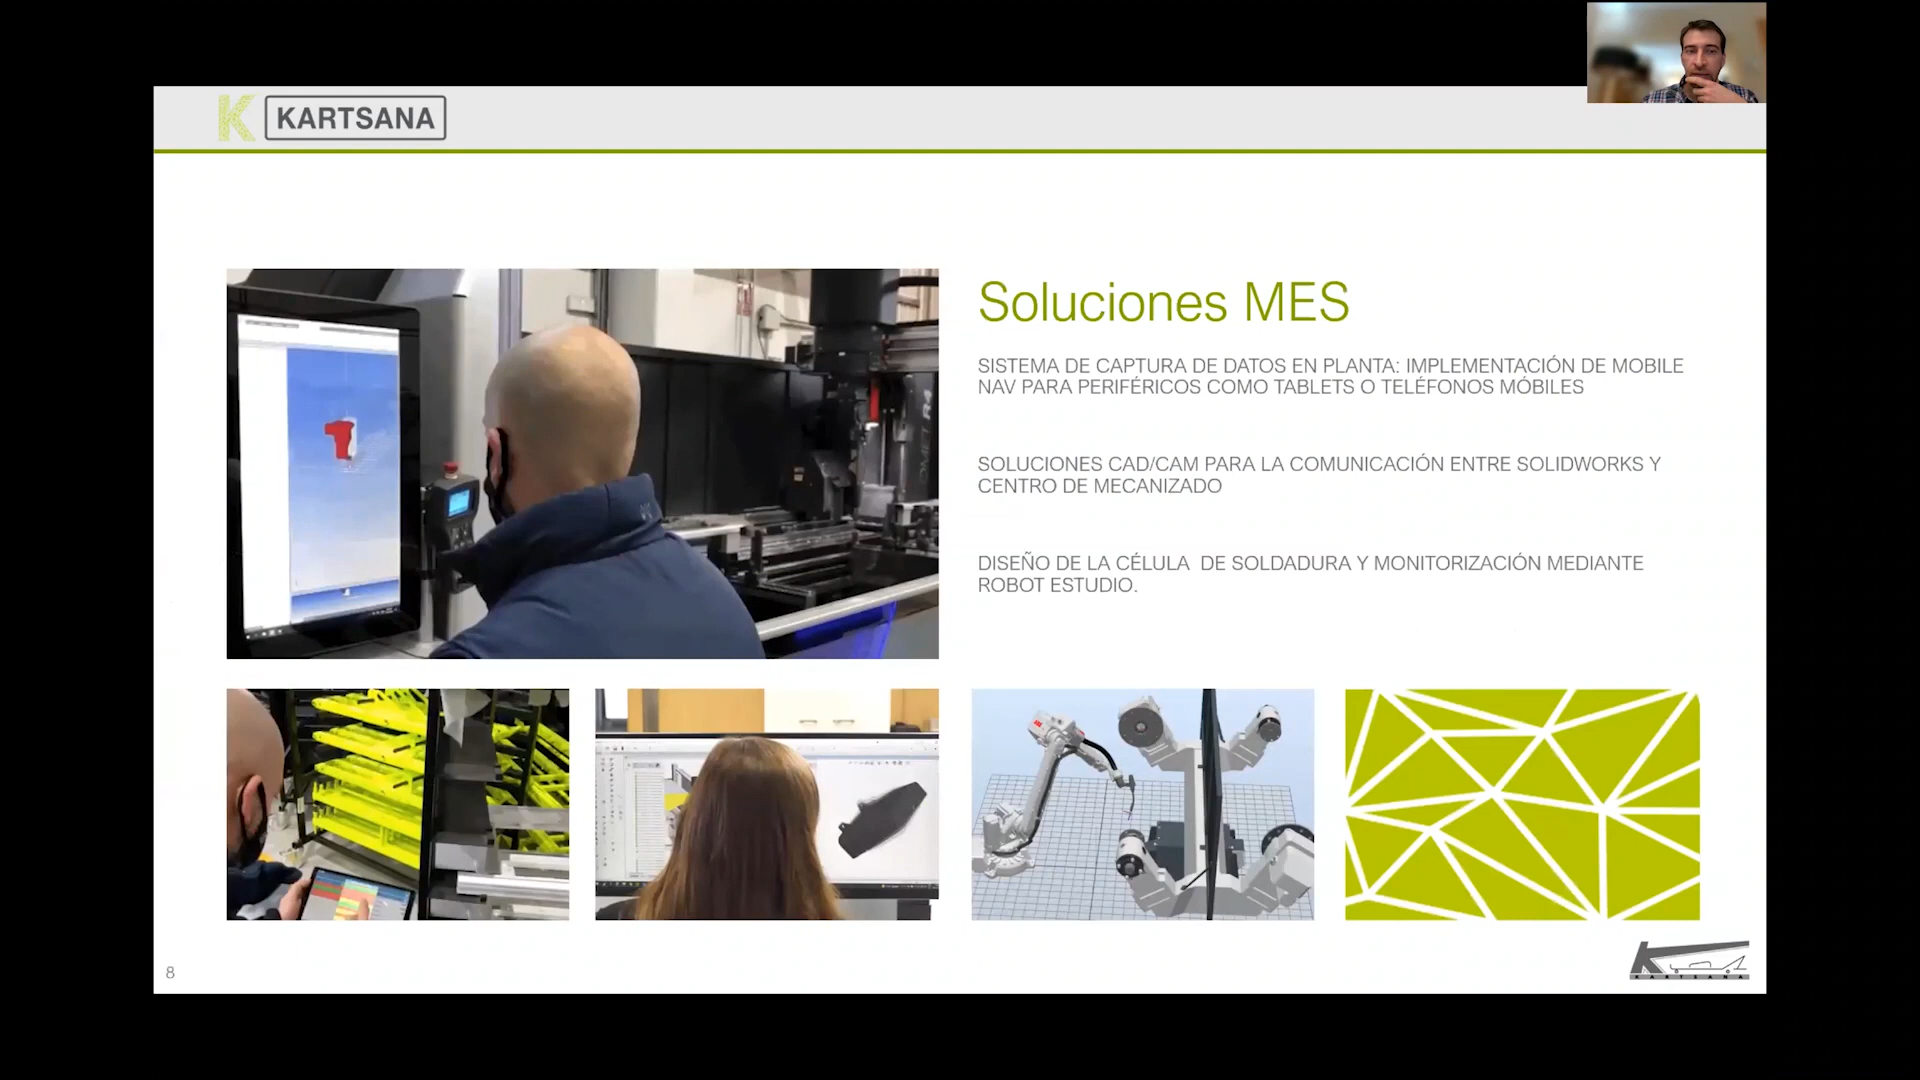 K KARTSANA
Soluciones MES
SISTEMA DE CAPTURA DE DATOS EN PLANTA: IMPLEMENTACIÓN DE MOBILE
NAV PARA PERIFÉRICOS COMO TABLETS O TELÉFONOS MÓBILES
SOLUCIONES CAD/CAM PARA LA COMUNICACIÓN ENTRE SOLIDWORKS Y
CENTRO DE MECANIZADO
DISEÑO DE LA CÉLULA  DE SOLDADURA Y MONITORIZACIÓN MEDIANTE
ROBOT ESTUDIO.
ABB
8
K
KARTSANA